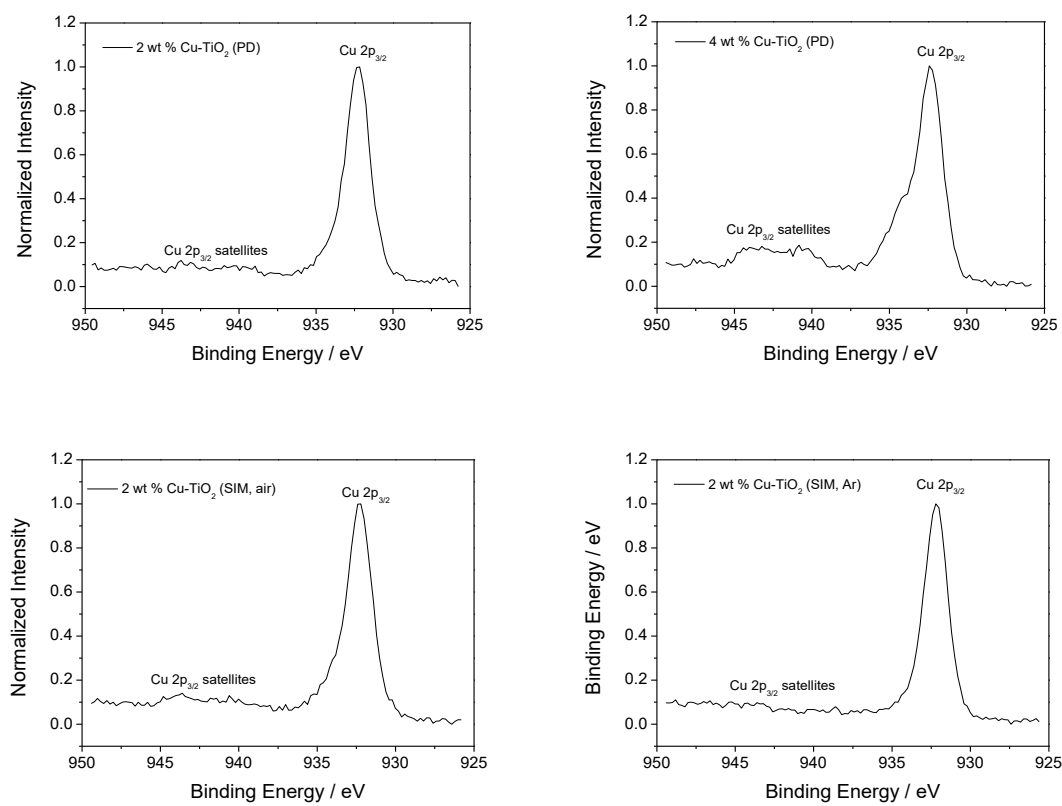 2 wt % Cu-TiO₂ (PD)
Cu 2p₃/₂
Cu 2p₃/₂ satellites
1.2
1.0
0.8
0.6
0.4
0.2
0.0
Normalized Intensity
950 945 940 935 930 925
Binding Energy / eV
4 wt % Cu-TiO₂ (PD)
Cu 2p₃/₂
Cu 2p₃/₂ satellites
1.2
1.0
0.8
0.6
0.4
0.2
0.0
Normalized Intensity
950 945 940 935 930 925
Binding Energy / eV
2 wt % Cu-TiO₂ (SIM, air)
Cu 2p₃/₂
Cu 2p₃/₂ satellites
1.2
1.0
0.8
0.6
0.4
0.2
0.0
Normalized Intensity
950 945 940 935 930 925
Binding Energy / eV
2 wt % Cu-TiO₂ (SIM, Ar)
Cu 2p₃/₂
Cu 2p₃/₂ satellites
1.2
1.0
0.8
0.6
0.4
0.2
0.0
Binding Energy / eV
950 945 940 935 930 925
Binding Energy / eV